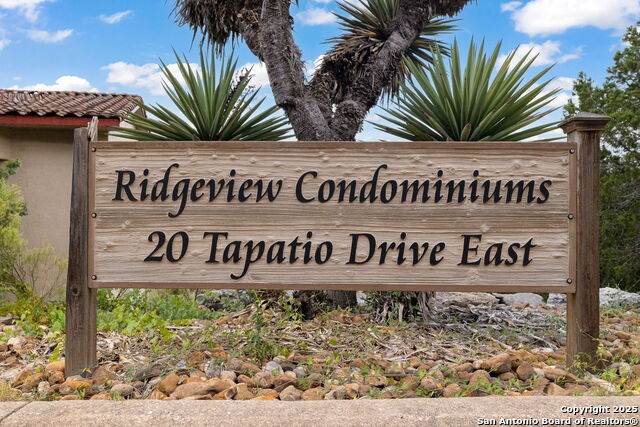 Ridgeview Condominiums
20 Tapatio Drive East
Copyright 2025
San Antonio Board of Realtors®